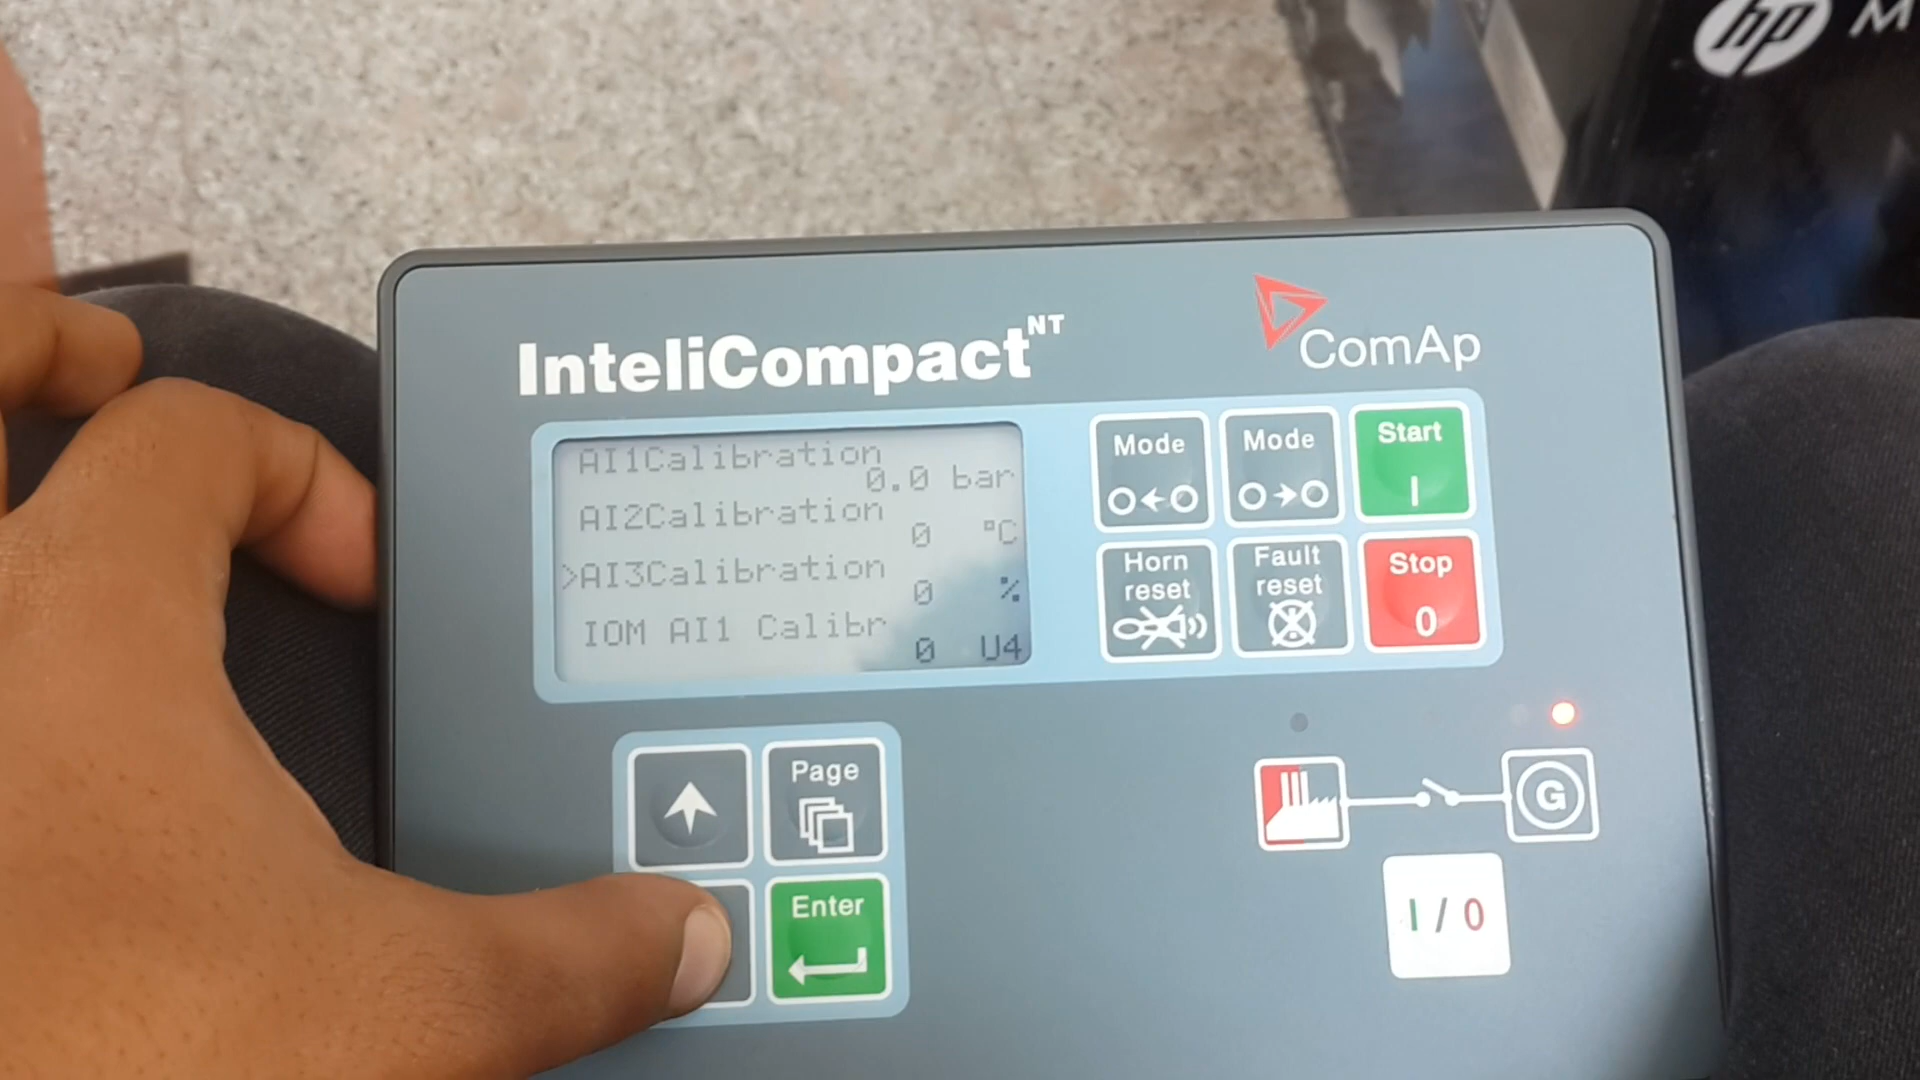 hp M
InteliCompact NT
ComAp
AI1Calibration
0.0 bar
AI2Calibration
0 °C
>AI3Calibration
0 %
IOM AI1 Calibr
0 U4
Mode
Mode
Start
I
Horn
reset
Fault
reset
Stop
0
Page
Enter
G
I / 0